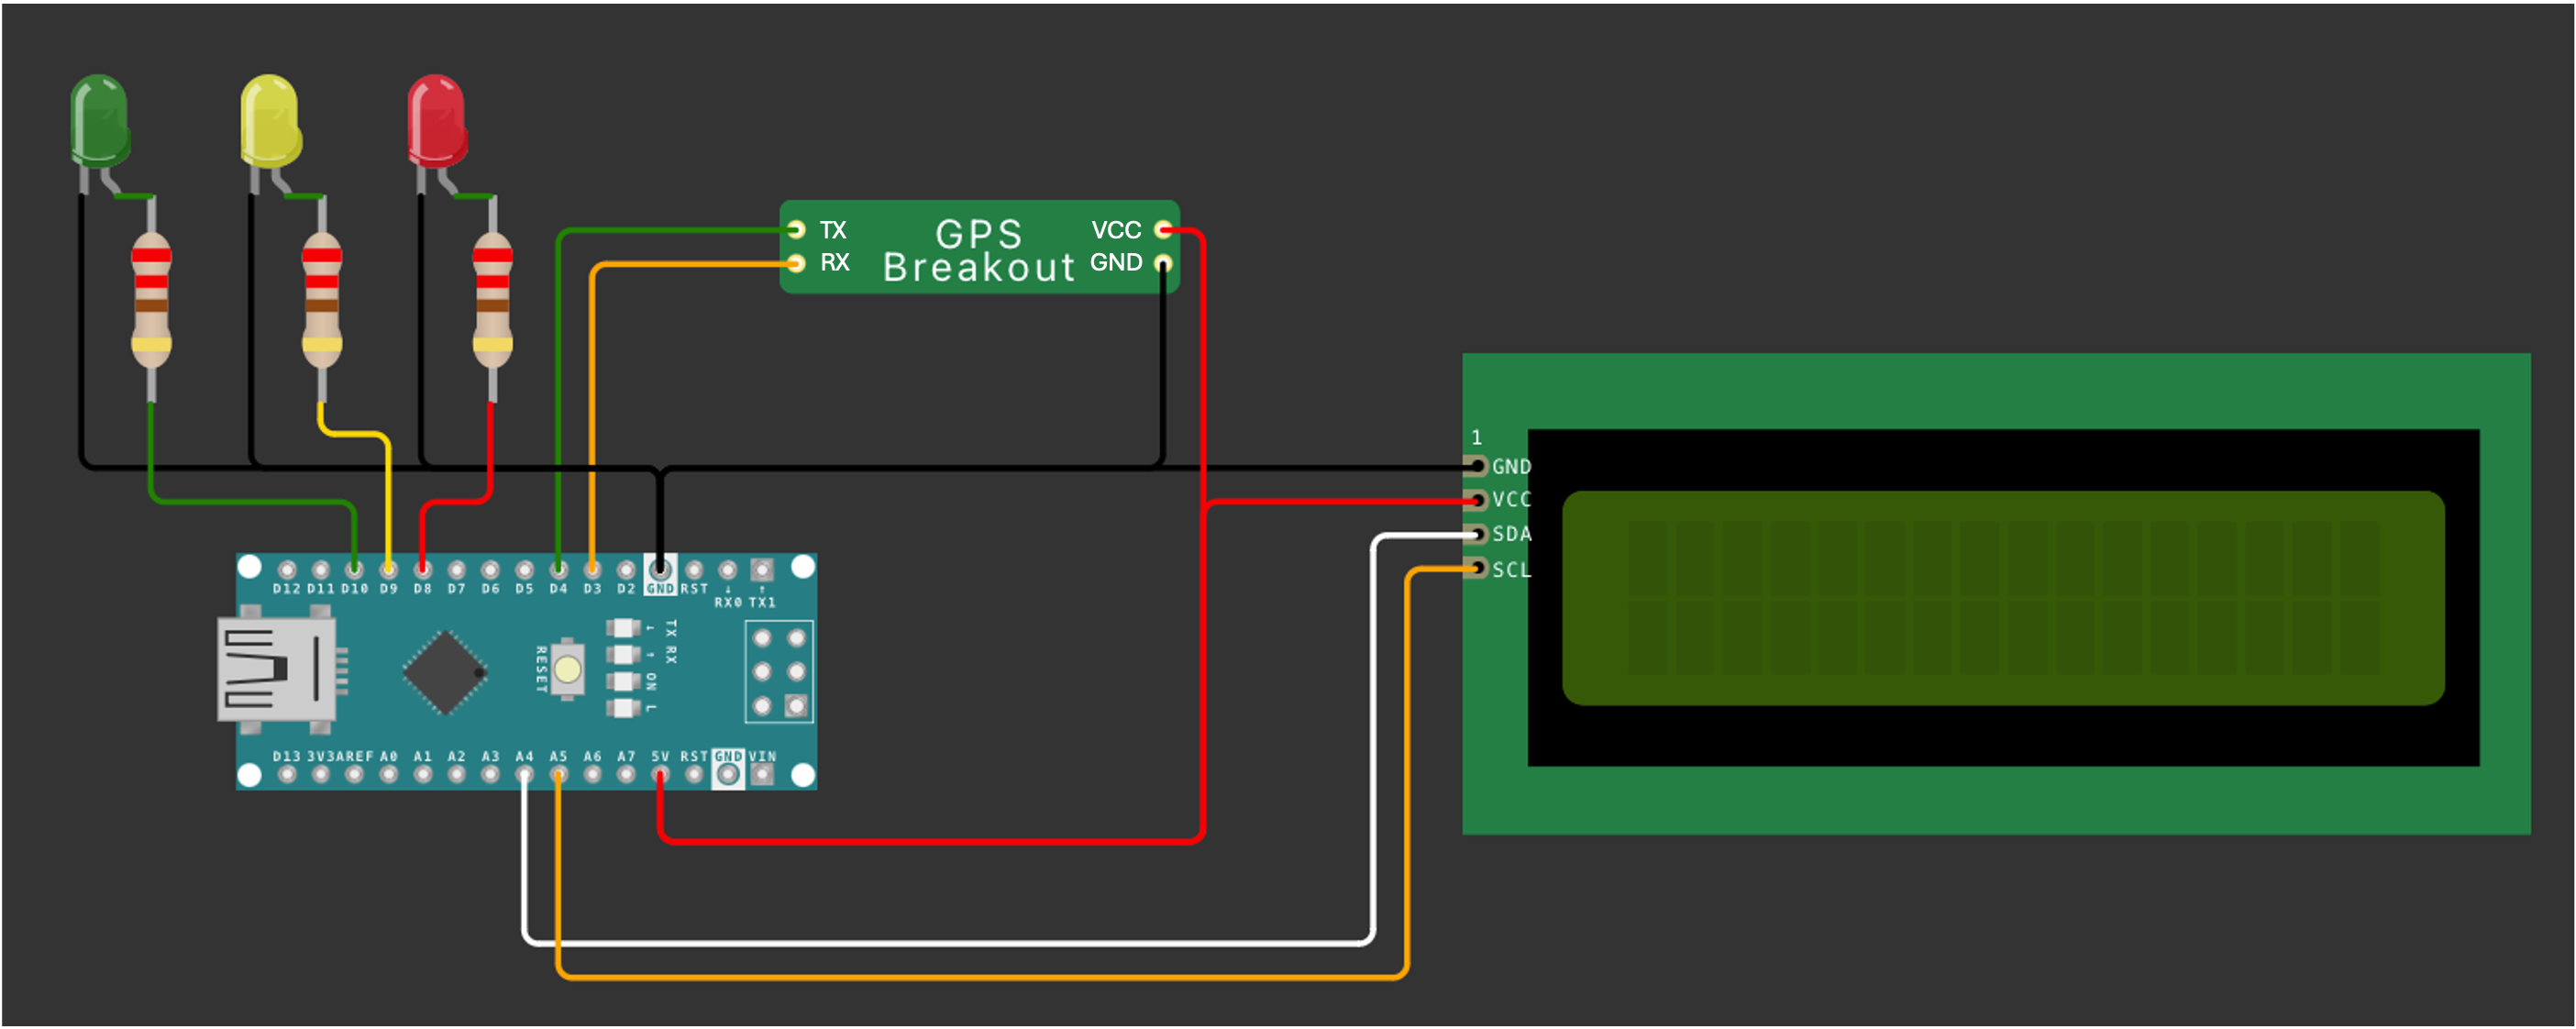 TX GPS VCC
RX Breakout GND
1
GND
VCC
SDA
SCL
D12 D11 D10 D9 D8 D7 D6 D5 D4 D3 D2 GND RST ↓ ↑
RX0 TX1
RESET
↓ ↑ ON L
TX RX
D13 3V3 AREF A0 A1 A2 A3 A4 A5 A6 A7 5V RST GND VIN